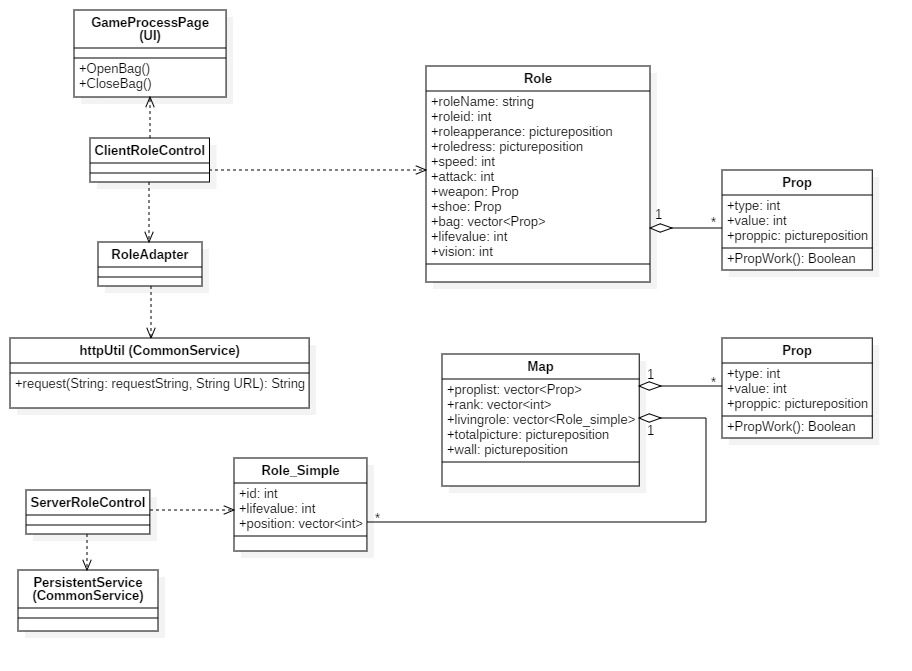 GameProcessPage
(UI)
+OpenBag()
+CloseBag()
ClientRoleControl
RoleAdapter
httpUtil (CommonService)
+request(String: requestString, String URL): String
Role
+roleName: string
+roleid: int
+roleapperance: pictureposition
+roledress: pictureposition
+speed: int
+attack: int
+weapon: Prop
+shoe: Prop
+bag: vector<Prop>
+lifevalue: int
+vision: int
1
*
Prop
+type: int
+value: int
+proppic: pictureposition
+PropWork(): Boolean
Map
+proplist: vector<Prop>
+rank: vector<int>
+livingrole: vector<Role_simple>
+totalpicture: pictureposition
+wall: pictureposition
1
*
1
Prop
+type: int
+value: int
+proppic: pictureposition
+PropWork(): Boolean
Role_Simple
+id: int
+lifevalue: int
+position: vector<int>
*
ServerRoleControl
PersistentService
(CommonService)